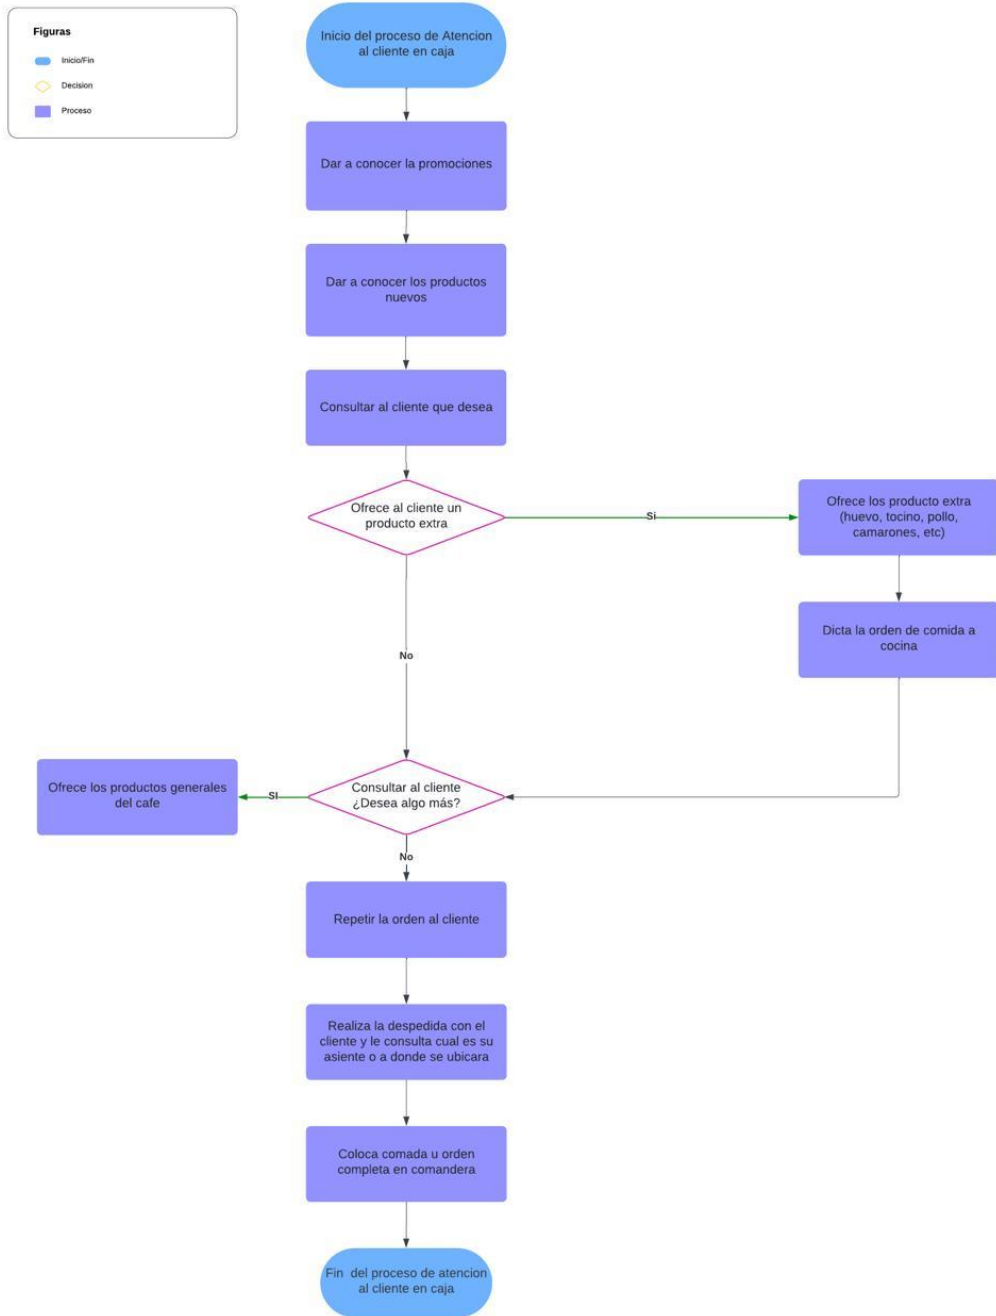 Figuras
Inicio/Fin
Decision
Proceso
Inicio del proceso de Atencion
al cliente en caja
Dar a conocer la promociones
Dar a conocer los productos
nuevos
Consultar al cliente que desea
Ofrece al cliente un
producto extra
Si
Ofrece los producto extra
(huevo, tocino, pollo,
camarones, etc)
Dicta la orden de comida a
cocina
No
Consultar al cliente
¿Desea algo más?
SI
Ofrece los productos generales
del cafe
No
Repetir la orden al cliente
Realiza la despedida con el
cliente y le consulta cual es su
asiente o a donde se ubicara
Coloca comada u orden
completa en comandera
Fin del proceso de atencion
al cliente en caja